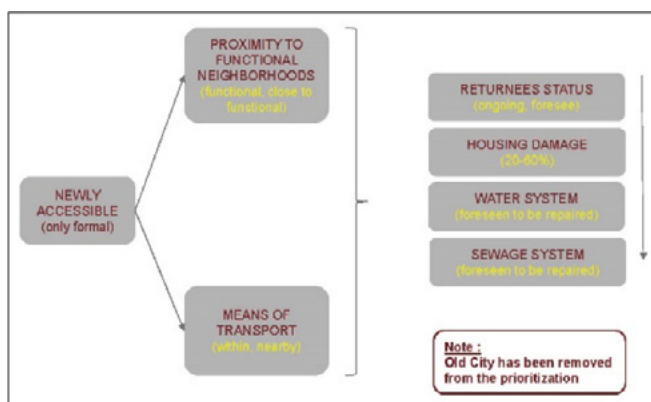 PROXIMITY TO
FUNCTIONAL
NEIGHBORHOODS
(functional, close to
functional)
NEWLY
ACCESSIBLE
(only formal)
MEANS OF
TRANSPORT
(within, nearby)
RETURNEES STATUS
(ongoing, foresee)
HOUSING DAMAGE
(20-60%)
WATER SYSTEM
(foreseen to be repaired)
SEWAGE SYSTEM
(foreseen to be repaired)
Note :
Old City has been removed
from the prioritization